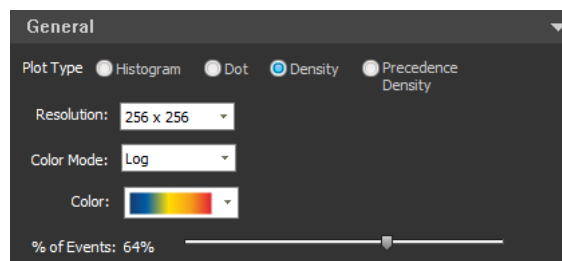 General
Plot Type Histogram Dot Density Precedence Density
Resolution: 256 x 256
Color Mode: Log
Color:
% of Events: 64%